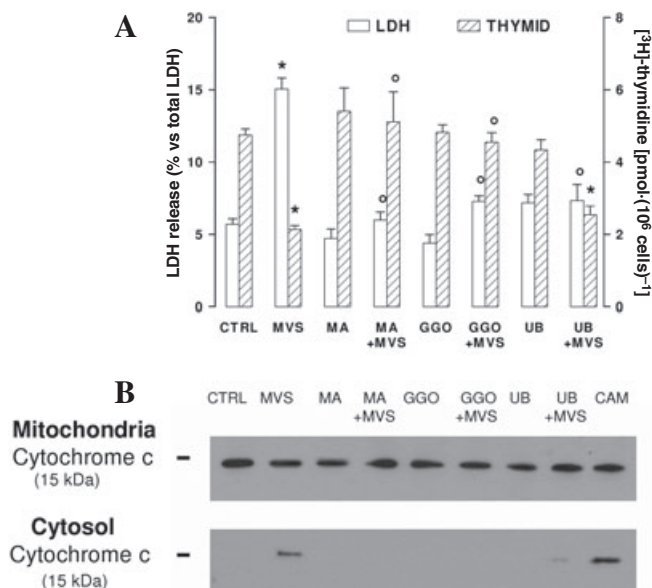 A
LDH THYMID
LDH release (% vs total LDH)
20
15
10
5
0
[³H]-thymidine [pmol·(10⁶ cells)⁻¹]
8
6
4
2
0
* * ° ° ° ° ° *
CTRL MVS MA MA +MVS GGO GGO +MVS UB UB +MVS
B
CTRL MVS MA MA +MVS GGO GGO +MVS UB UB +MVS CAM
Mitochondria
Cytochrome c –
(15 kDa)
Cytosol
Cytochrome c –
(15 kDa)